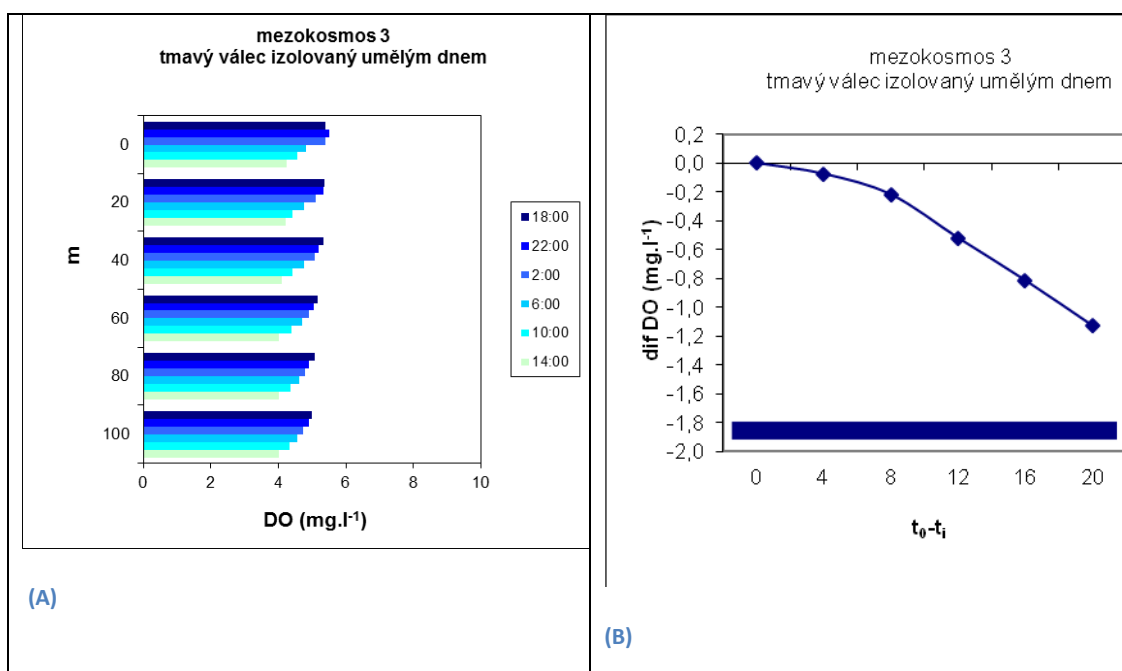 mezokosmos 3
tmavý válec izolovaný umělým dnem
m
0
20
40
60
80
100
0 2 4 6 8 10
DO (mg.l⁻¹)
18:00
22:00
2:00
6:00
10:00
14:00
(A)
mezokosmos 3
tmavý válec izolovaný umělým dnem
dif DO (mg.l⁻¹)
0,2
0,0
-0,2
-0,4
-0,6
-0,8
-1,0
-1,2
-1,4
-1,6
-1,8
-2,0
0 4 8 12 16 20
t₀-tᵢ
(B)